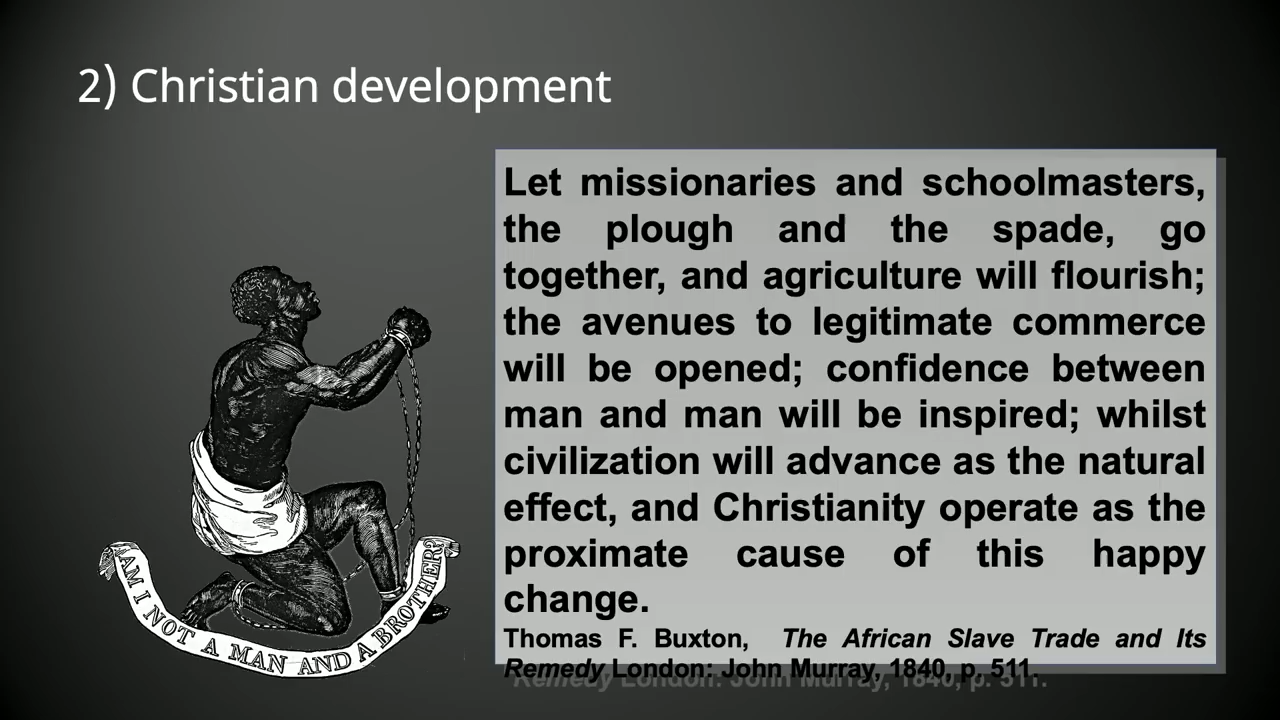 2) Christian development
Let missionaries and schoolmasters,
the plough and the spade, go
together, and agriculture will flourish;
the avenues to legitimate commerce
will be opened; confidence between
man and man will be inspired; whilst
civilization will advance as the natural
effect, and Christianity operate as the
proximate cause of this happy
change.
Thomas F. Buxton, The African Slave Trade and Its
Remedy London: John Murray, 1840, p. 511.
AM I NOT A MAN AND A BROTHER?